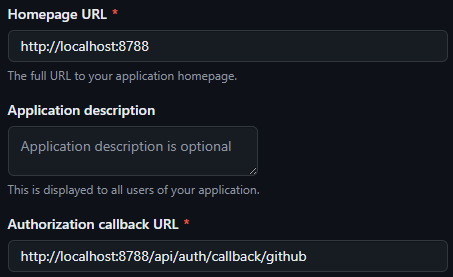 Homepage URL *
http://localhost:8788
The full URL to your application homepage.
Application description
Application description is optional
This is displayed to all users of your application.
Authorization callback URL *
http://localhost:8788/api/auth/callback/github